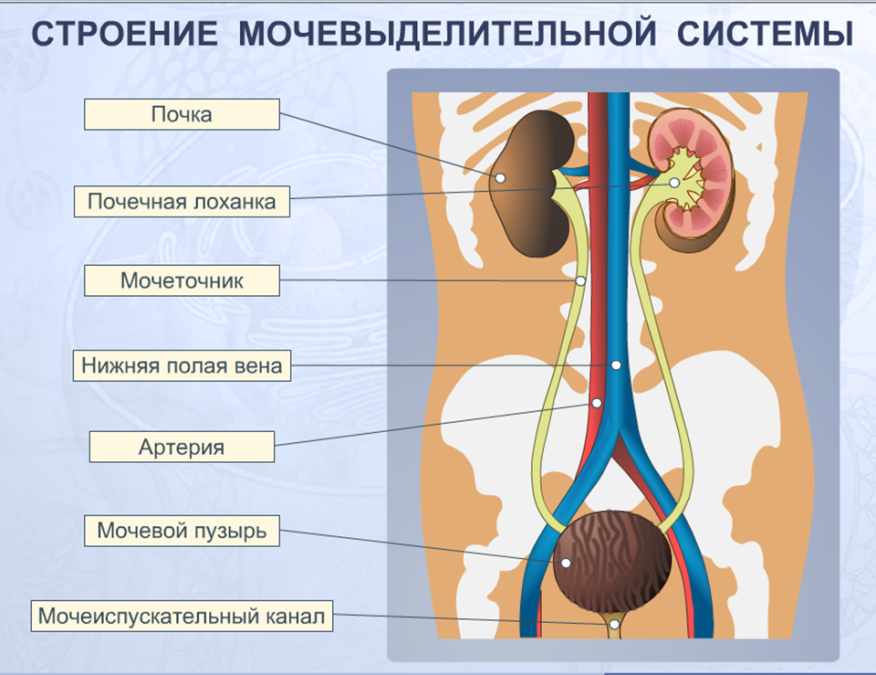 СТРОЕНИЕ МОЧЕВЫДЕЛИТЕЛЬНОЙ СИСТЕМЫ
Почка
Почечная лоханка
Мочеточник
Нижняя полая вена
Артерия
Мочевой пузырь
Мочеиспускательный канал